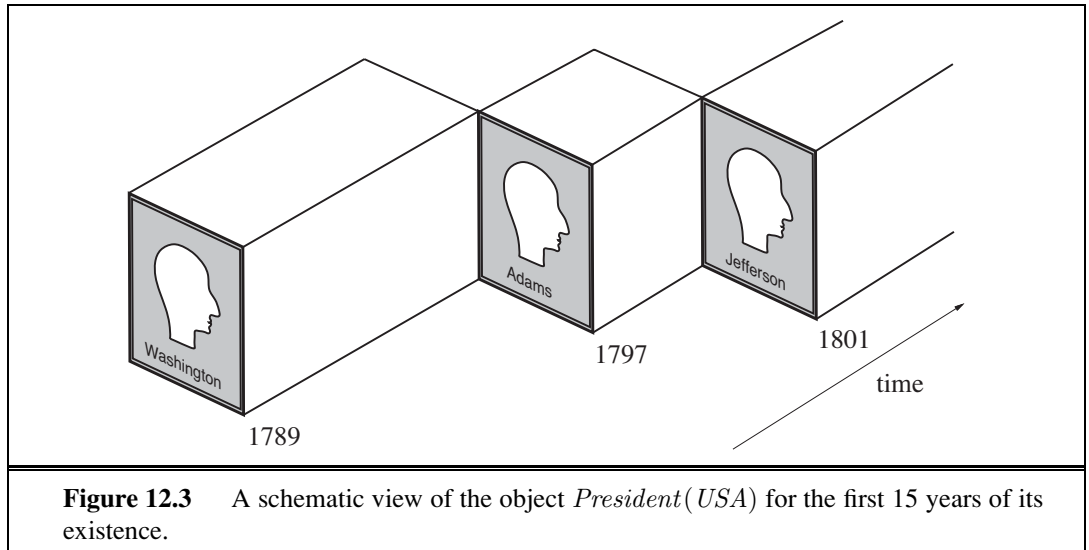 Washington
1789
Adams
1797
Jefferson
1801
time
Figure 12.3 A schematic view of the object President(USA) for the first 15 years of its
existence.